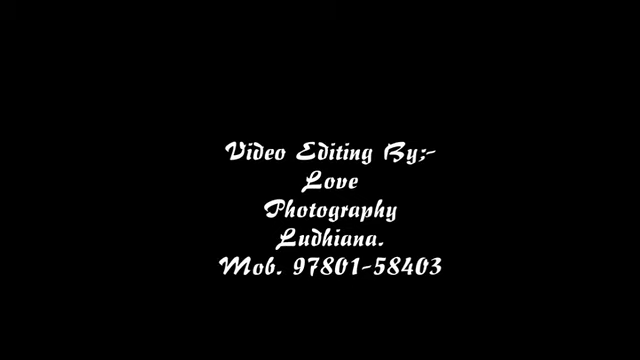 Video Editing By;-
Love
Photography
Ludhiana.
Mob. 97801-58403